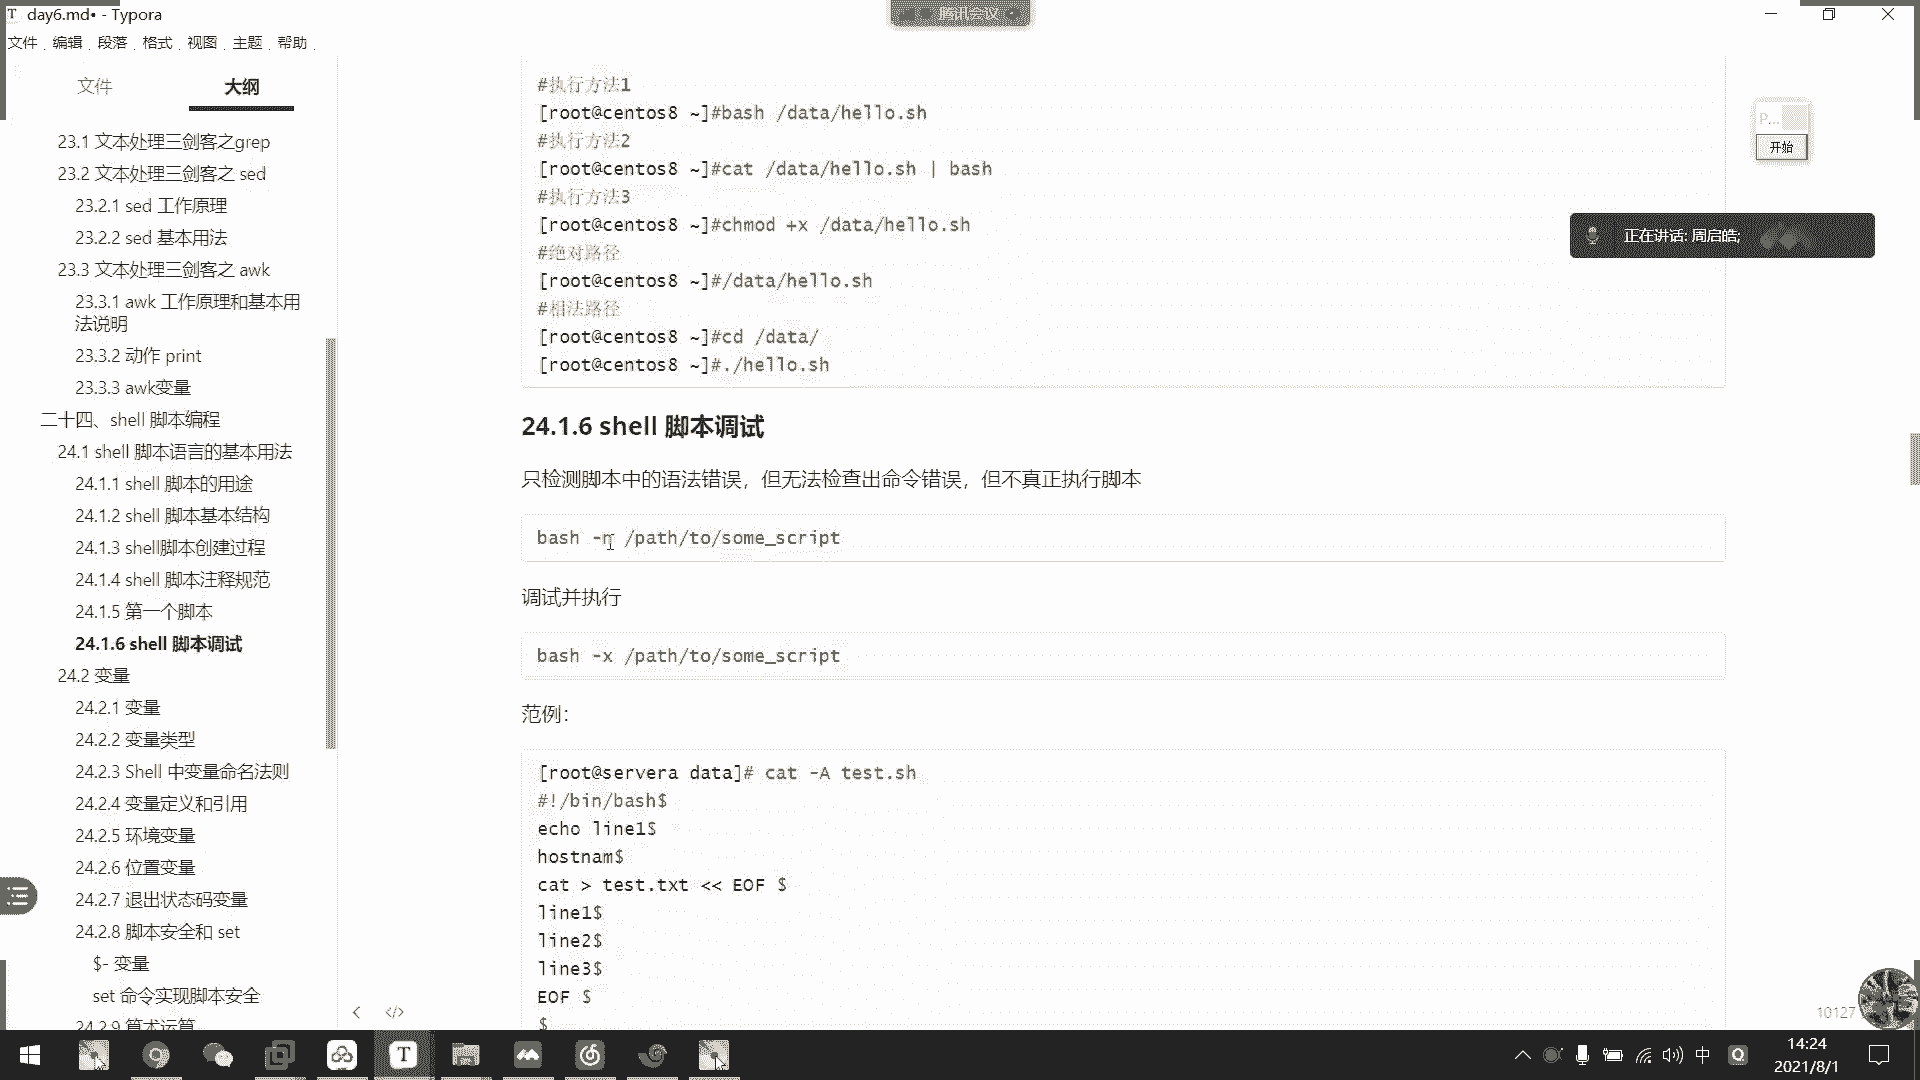 day6.md• - Typora
腾讯会议
文件 编辑 段落 格式 视图 主题 帮助
文件 大纲
23.1 文本处理三剑客之grep
23.2 文本处理三剑客之 sed
23.2.1 sed 工作原理
23.2.2 sed 基本用法
23.3 文本处理三剑客之 awk
23.3.1 awk 工作原理和基本用
法说明
23.3.2 动作 print
23.3.3 awk变量
二十四、shell 脚本编程
24.1 shell 脚本语言的基本用法
24.1.1 shell 脚本的用途
24.1.2 shell 脚本基本结构
24.1.3 shell脚本创建过程
24.1.4 shell 脚本注释规范
24.1.5 第一个脚本
24.1.6 shell 脚本调试
24.2 变量
24.2.1 变量
24.2.2 变量类型
24.2.3 Shell 中变量命名法则
24.2.4 变量定义和引用
24.2.5 环境变量
24.2.6 位置变量
24.2.7 退出状态码变量
24.2.8 脚本安全和 set
$- 变量
set 命令实现脚本安全
24.2.9 算术运算
#执行方法1
[root@centos8 ~]#bash /data/hello.sh
#执行方法2
[root@centos8 ~]#cat /data/hello.sh | bash
#执行方法3
[root@centos8 ~]#chmod +x /data/hello.sh
#绝对路径
[root@centos8 ~]#/data/hello.sh
#相法路径
[root@centos8 ~]#cd /data/
[root@centos8 ~]#./hello.sh
24.1.6 shell 脚本调试
只检测脚本中的语法错误，但无法检查出命令错误，但不真正执行脚本
bash -n /path/to/some_script
调试并执行
bash -x /path/to/some_script
范例：
[root@servera data]# cat -A test.sh
#!/bin/bash$
echo line1$
hostnam$
cat > test.txt << EOF $
line1$
line2$
line3$
EOF $
$
P...
开始
正在讲话: 周启皓;
10127
中
14:24
2021/8/1